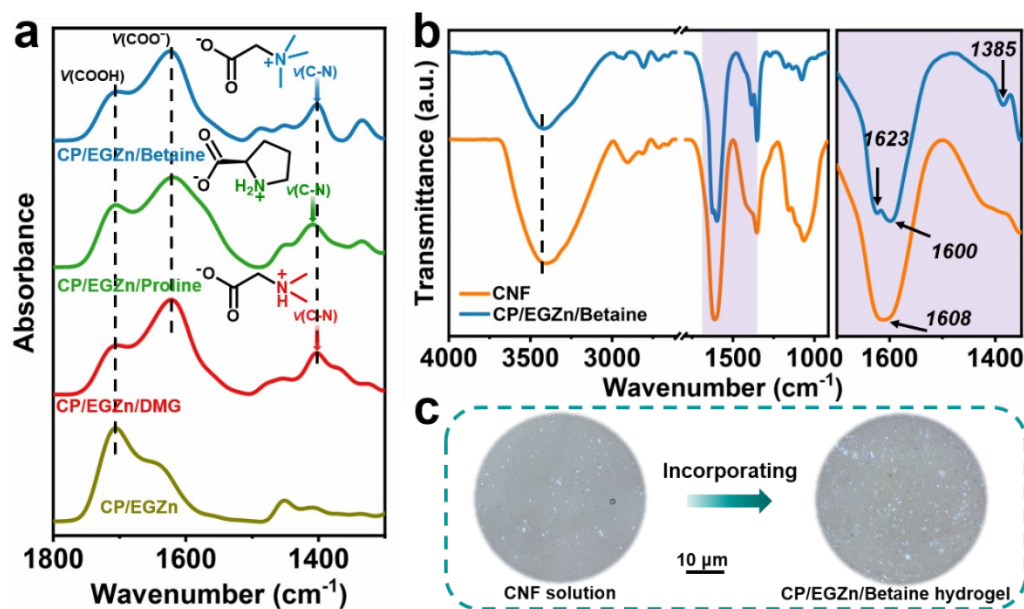 a
V(COOH)
V(COO⁻)
⁻O
O
N
+
V(C-N)
CP/EGZn/Betaine
O
⁻O
H₂N
+
V(C-N)
CP/EGZn/Proline
⁻O
O
+
N
H
V(C-N)
CP/EGZn/DMG
CP/EGZn
Absorbance
1800
1600
1400
Wavenumber (cm⁻¹)
b
Transmittance (a.u.)
CNF
CP/EGZn/Betaine
4000
3500
3000
1500
1000
Wavenumber (cm⁻¹)
1385
1623
1600
1608
1600
1400
c
CNF solution
Incorporating
10 μm
CP/EGZn/Betaine hydrogel